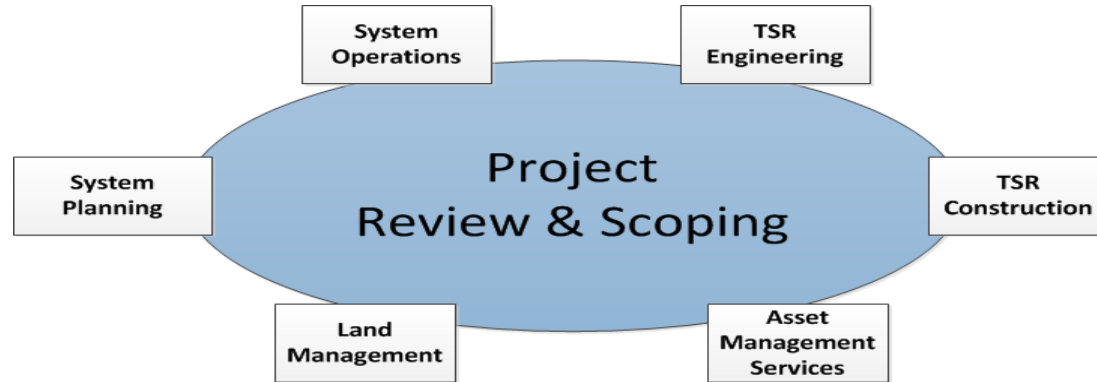 System
Operations
TSR
Engineering
System
Planning
Project
Review & Scoping
TSR
Construction
Land
Management
Asset
Management
Services